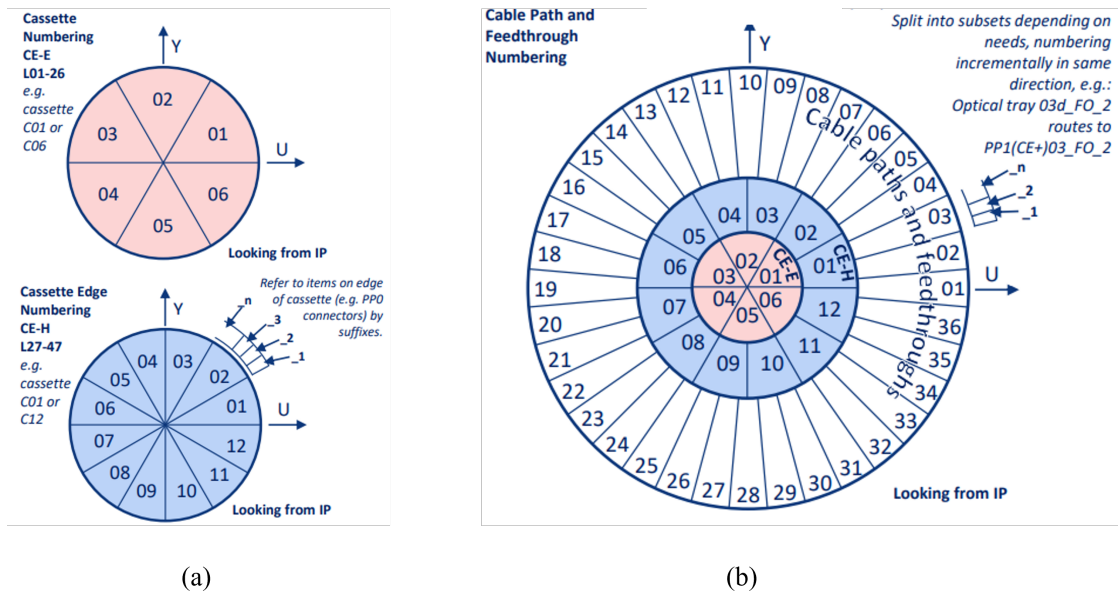 Cassette
Numbering
CE-E
L01-26
e.g.
cassette
C01 or
C06
Y
U
02
01
03
04
06
05
Looking from IP
Cassette Edge
Numbering
CE-H
L27-47
e.g.
cassette
C01 or
C12
Y
U
Refer to items on edge
of cassette (e.g. PP0
connectors) by
suffixes.
_n
_3
_2
_1
04
03
05
02
06
01
07
12
08
11
09
10
Looking from IP
(a)
Cable Path and
Feedthrough
Numbering
Y
U
Split into subsets depending on
needs, numbering
incrementally in same
direction, e.g.:
Optical tray 03d_FO_2
routes to
PP1(CE+)03_FO_2
_n
_2
_1
01
02
03
04
05
06
07
08
09
10
11
12
13
14
15
16
17
18
19
20
21
22
23
24
25
26
27
28
29
30
31
32
33
34
35
36
Cable paths and feedthroughs
CE-H
01
02
03
04
05
06
07
08
09
10
11
12
CE-E
01
02
03
04
05
06
Looking from IP
(b)